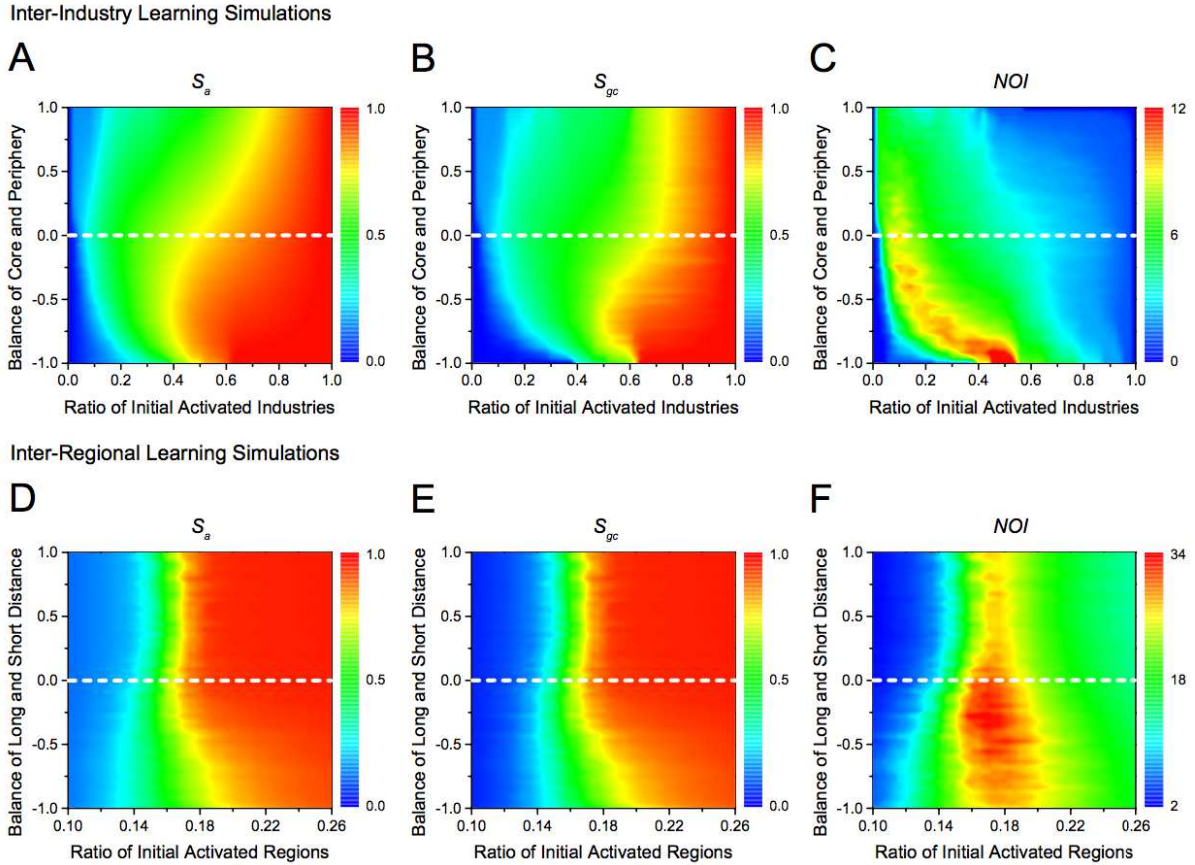 Inter-Industry Learning Simulations
A B C
Sa Sgc NOI
Balance of Core and Periphery
1.0
0.5
0.0
-0.5
-1.0
0.0 0.2 0.4 0.6 0.8 1.0
Ratio of Initial Activated Industries
1.0
0.5
0.0
Balance of Core and Periphery
1.0
0.5
0.0
-0.5
-1.0
0.0 0.2 0.4 0.6 0.8 1.0
Ratio of Initial Activated Industries
1.0
0.5
0.0
Balance of Core and Periphery
1.0
0.5
0.0
-0.5
-1.0
0.0 0.2 0.4 0.6 0.8 1.0
Ratio of Initial Activated Industries
12
6
0
Inter-Regional Learning Simulations
D E F
Sa Sgc NOI
Balance of Long and Short Distance
1.0
0.5
0.0
-0.5
-1.0
0.10 0.14 0.18 0.22 0.26
Ratio of Initial Activated Regions
1.0
0.5
0.0
Balance of Long and Short Distance
1.0
0.5
0.0
-0.5
-1.0
0.10 0.14 0.18 0.22 0.26
Ratio of Initial Activated Regions
1.0
0.5
0.0
Balance of Long and Short Distance
1.0
0.5
0.0
-0.5
-1.0
0.10 0.14 0.18 0.22 0.26
Ratio of Initial Activated Regions
34
18
2